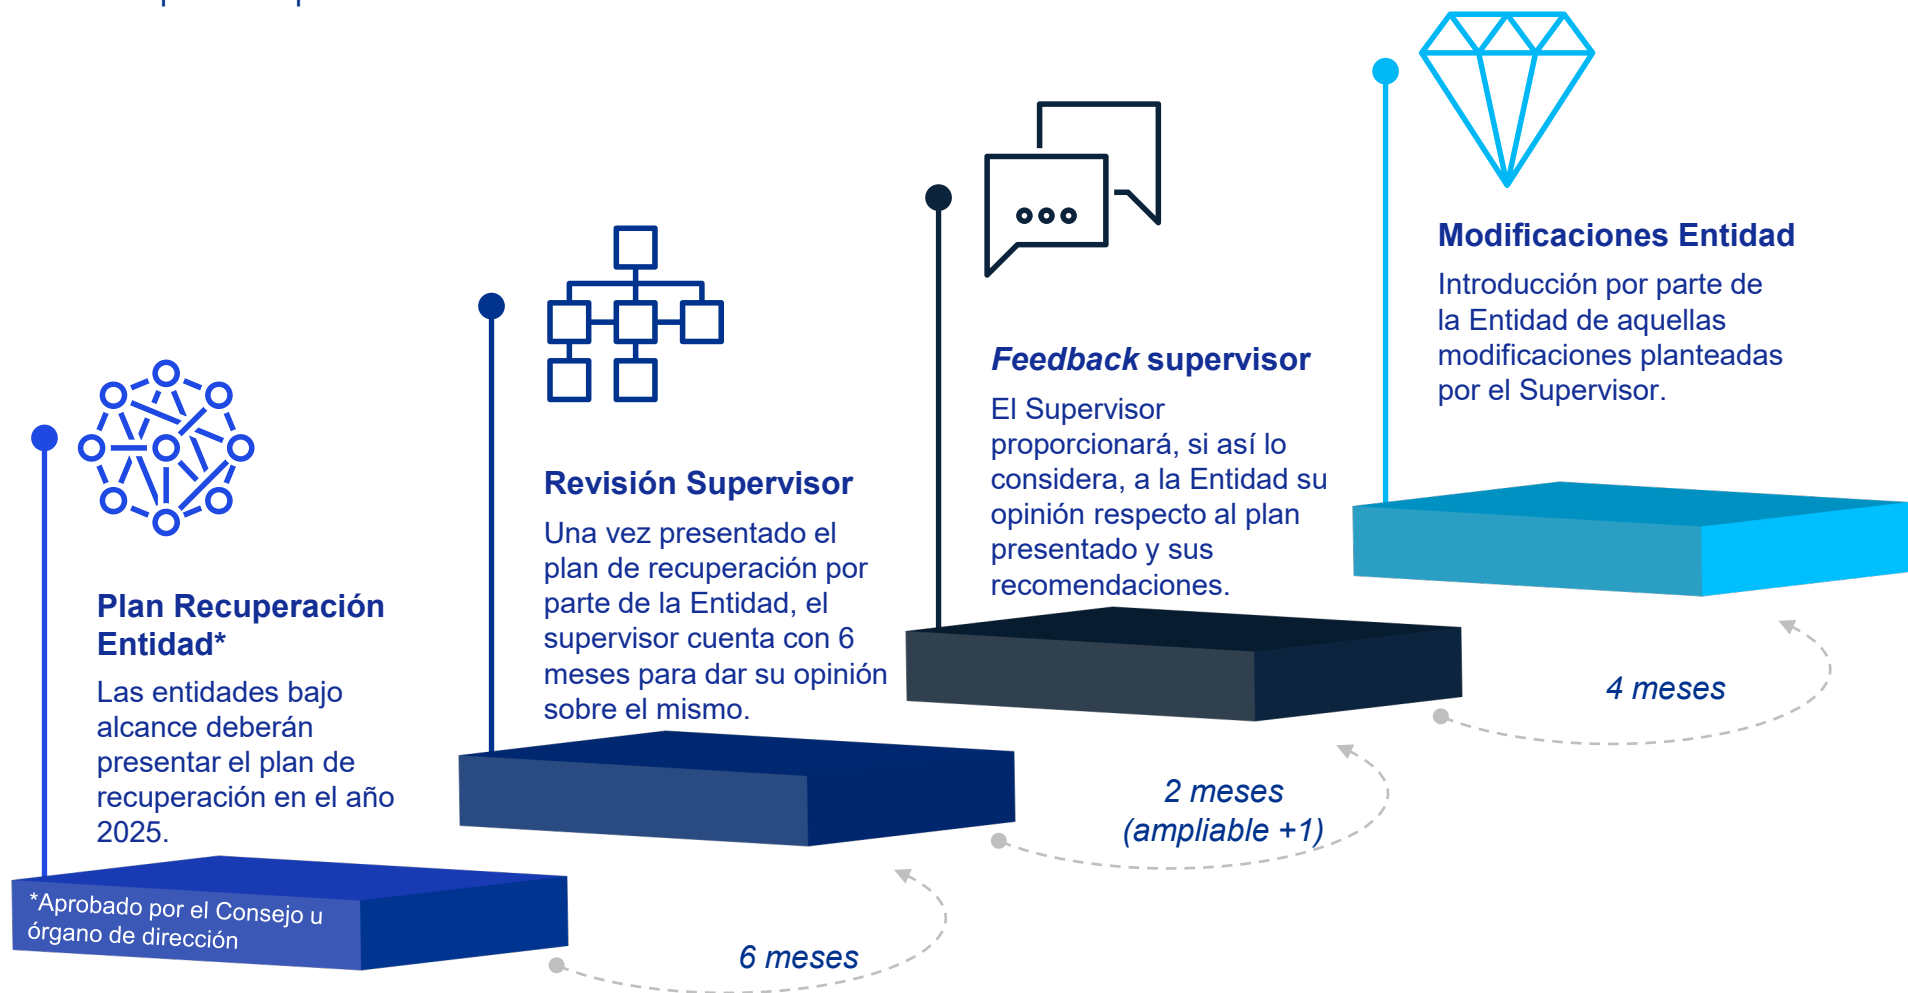 Plan Recuperación
Entidad*
Las entidades bajo
alcance deberán
presentar el plan de
recuperación en el año
2025.
*Aprobado por el Consejo u
órgano de dirección
6 meses
Revisión Supervisor
Una vez presentado el
plan de recuperación por
parte de la Entidad, el
supervisor cuenta con 6
meses para dar su opinión
sobre el mismo.
2 meses
(ampliable +1)
Feedback supervisor
El Supervisor
proporcionará, si así lo
considera, a la Entidad su
opinión respecto al plan
presentado y sus
recomendaciones.
4 meses
Modificaciones Entidad
Introducción por parte de
la Entidad de aquellas
modificaciones planteadas
por el Supervisor.